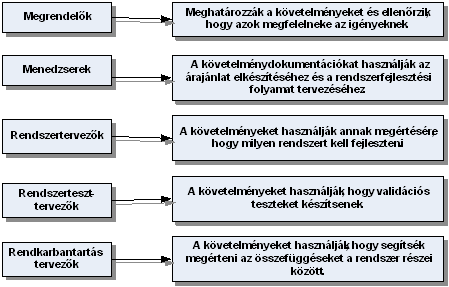 Megrendelők
Meghatározzák a követelményeket és ellenőrzik,
hogy azok megfelelneke az igényeknek
Menedzserek
A követelménydokumentációkat használják az
árajánlat elkészítéséhez és a rendszerfejlesztési
folyamat tervezéséhez
Rendszertervezők
A követelményeket használják annak megértésére,
hogy milyen rendszert kell fejleszteni
Rendszerteszt-
tervezők
A követelményeket használják, hogy validációs
teszteket készítsenek
Rendkarbantartás
tervezők
A követelményeket használják, hogy segítsék
megérteni az összefüggéseket a rendszer részei
között.